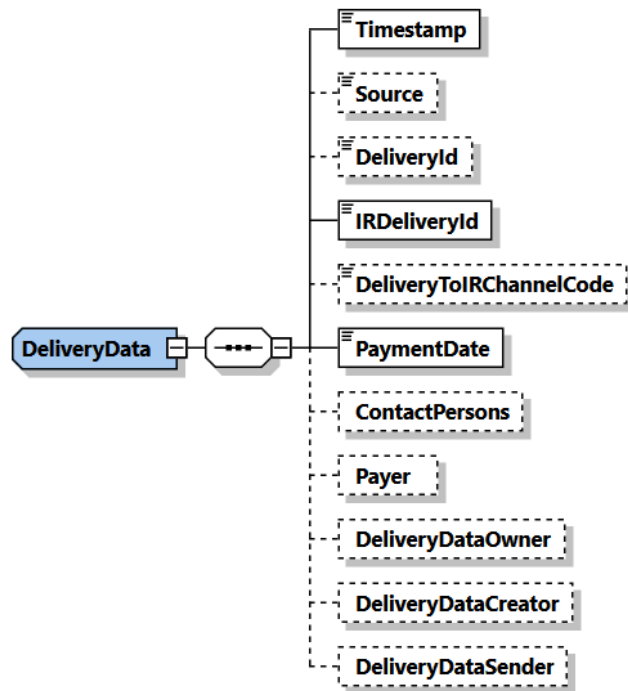 Timestamp
Source
DeliveryId
IRDeliveryId
DeliveryToIRChannelCode
DeliveryData
PaymentDate
ContactPersons
Payer
DeliveryDataOwner
DeliveryDataCreator
DeliveryDataSender